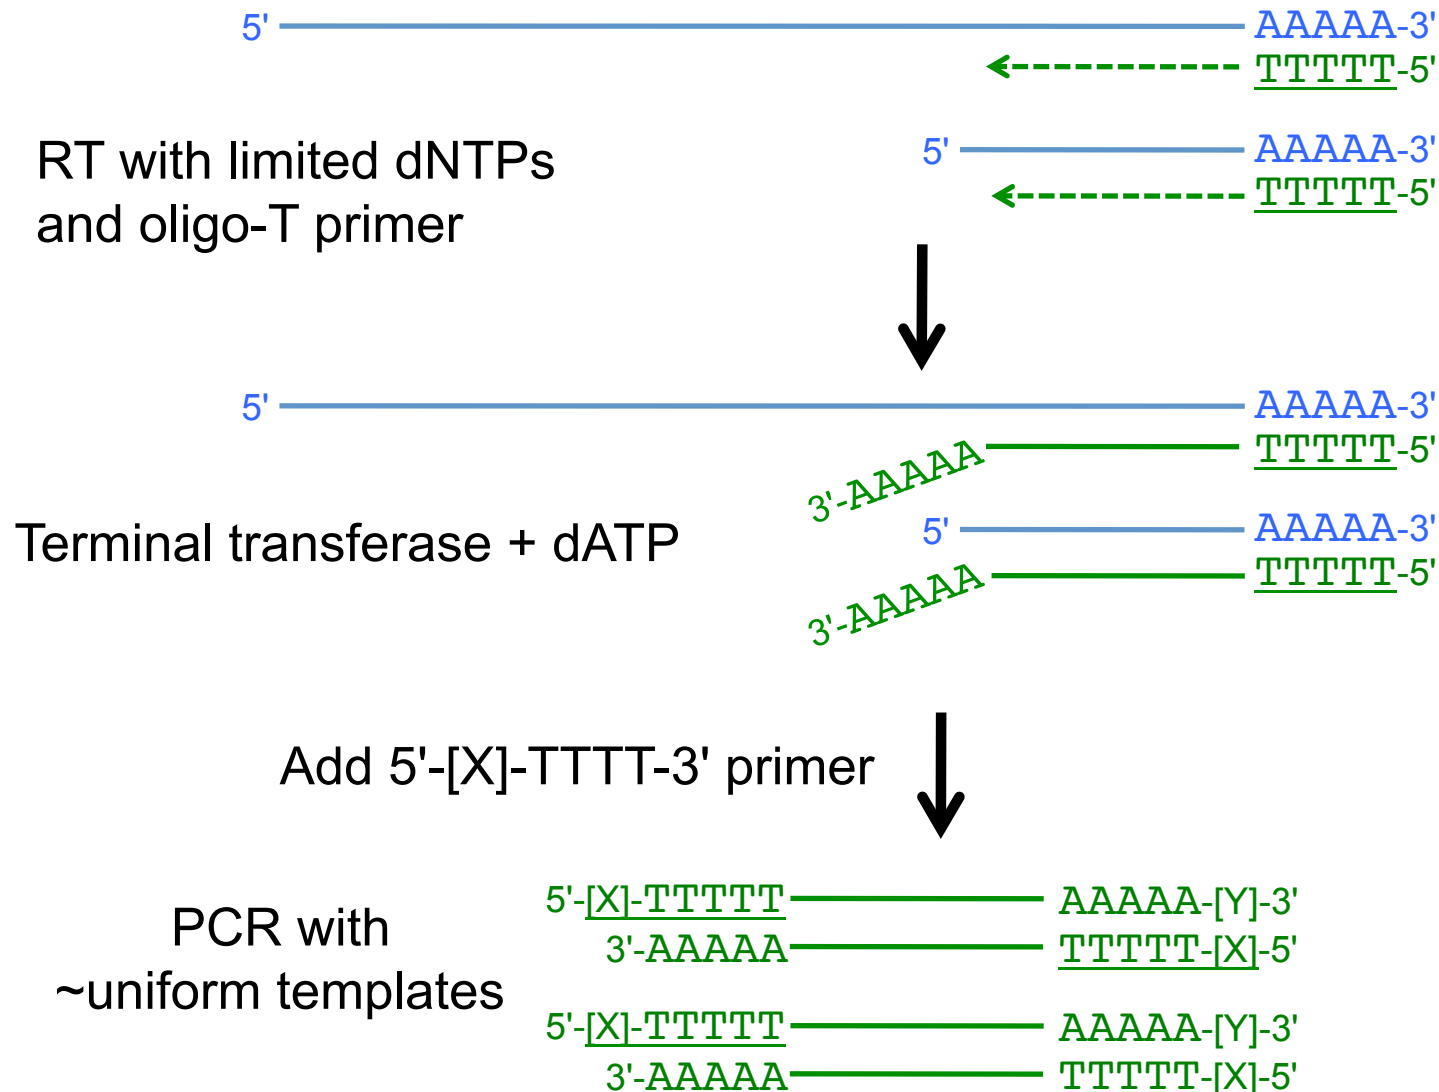 5' AAAAA-3'
TTTTT-5'
RT with limited dNTPs
and oligo-T primer
5' AAAAA-3'
TTTTT-5'
5' AAAAA-3'
3'-AAAAA TTTTT-5'
Terminal transferase + dATP
5' AAAAA-3'
3'-AAAAA TTTTT-5'
Add 5'-[X]-TTTT-3' primer
PCR with
~uniform templates
5'-[X]-TTTTT AAAAA-[Y]-3'
3'-AAAAA TTTTT-[X]-5'
5'-[X]-TTTTT AAAAA-[Y]-3'
3'-AAAAA TTTTT-[X]-5'